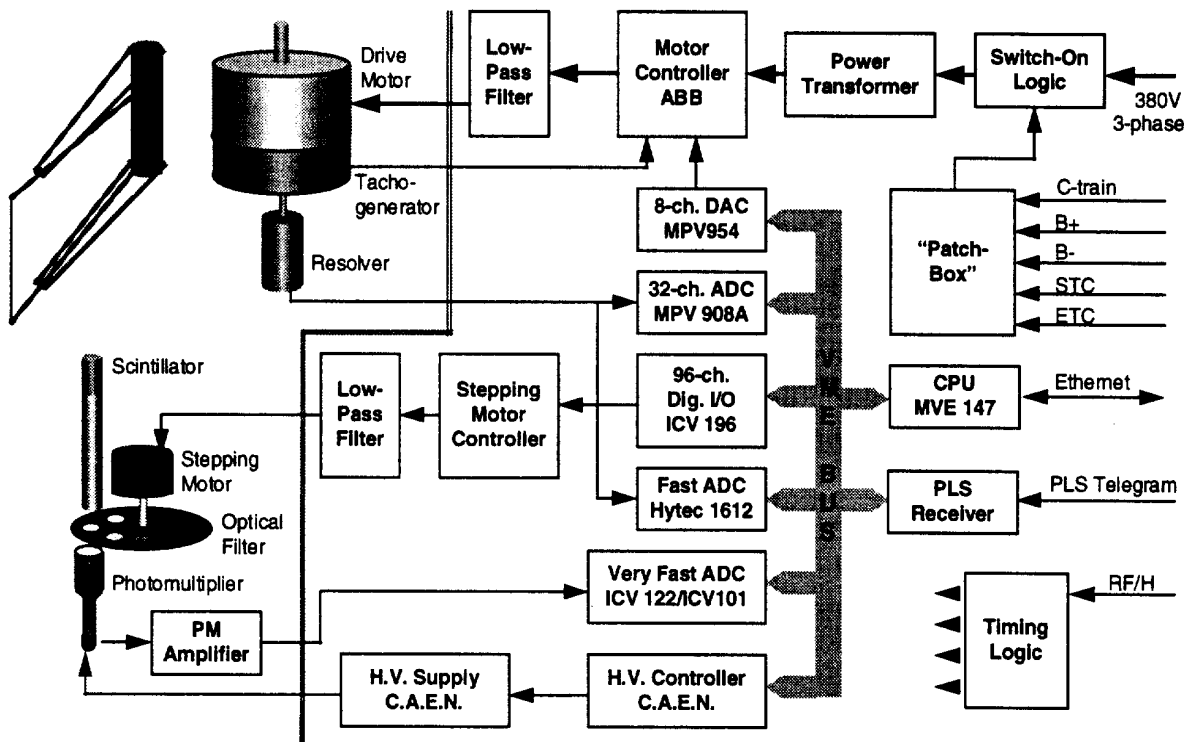 Drive
Motor
Low-
Pass
Filter
Motor
Controller
ABB
Power
Transformer
Switch-On
Logic
380V
3-phase
Tacho-
generator
Resolver
8-ch. DAC
MPV954
"Patch-
Box"
C-train
B+
B-
STC
ETC
32-ch. ADC
MPV 908A
Scintillator
Low-
Pass
Filter
Stepping
Motor
Controller
96-ch.
Dig. I/O
ICV 196
VME BUS
CPU
MVE 147
Ethernet
Stepping
Motor
Optical
Filter
Fast ADC
Hytec 1612
PLS
Receiver
PLS Telegram
Photomultiplier
PM
Amplifier
Very Fast ADC
ICV 122/ICV101
Timing
Logic
RF/H
H.V. Supply
C.A.E.N.
H.V. Controller
C.A.E.N.